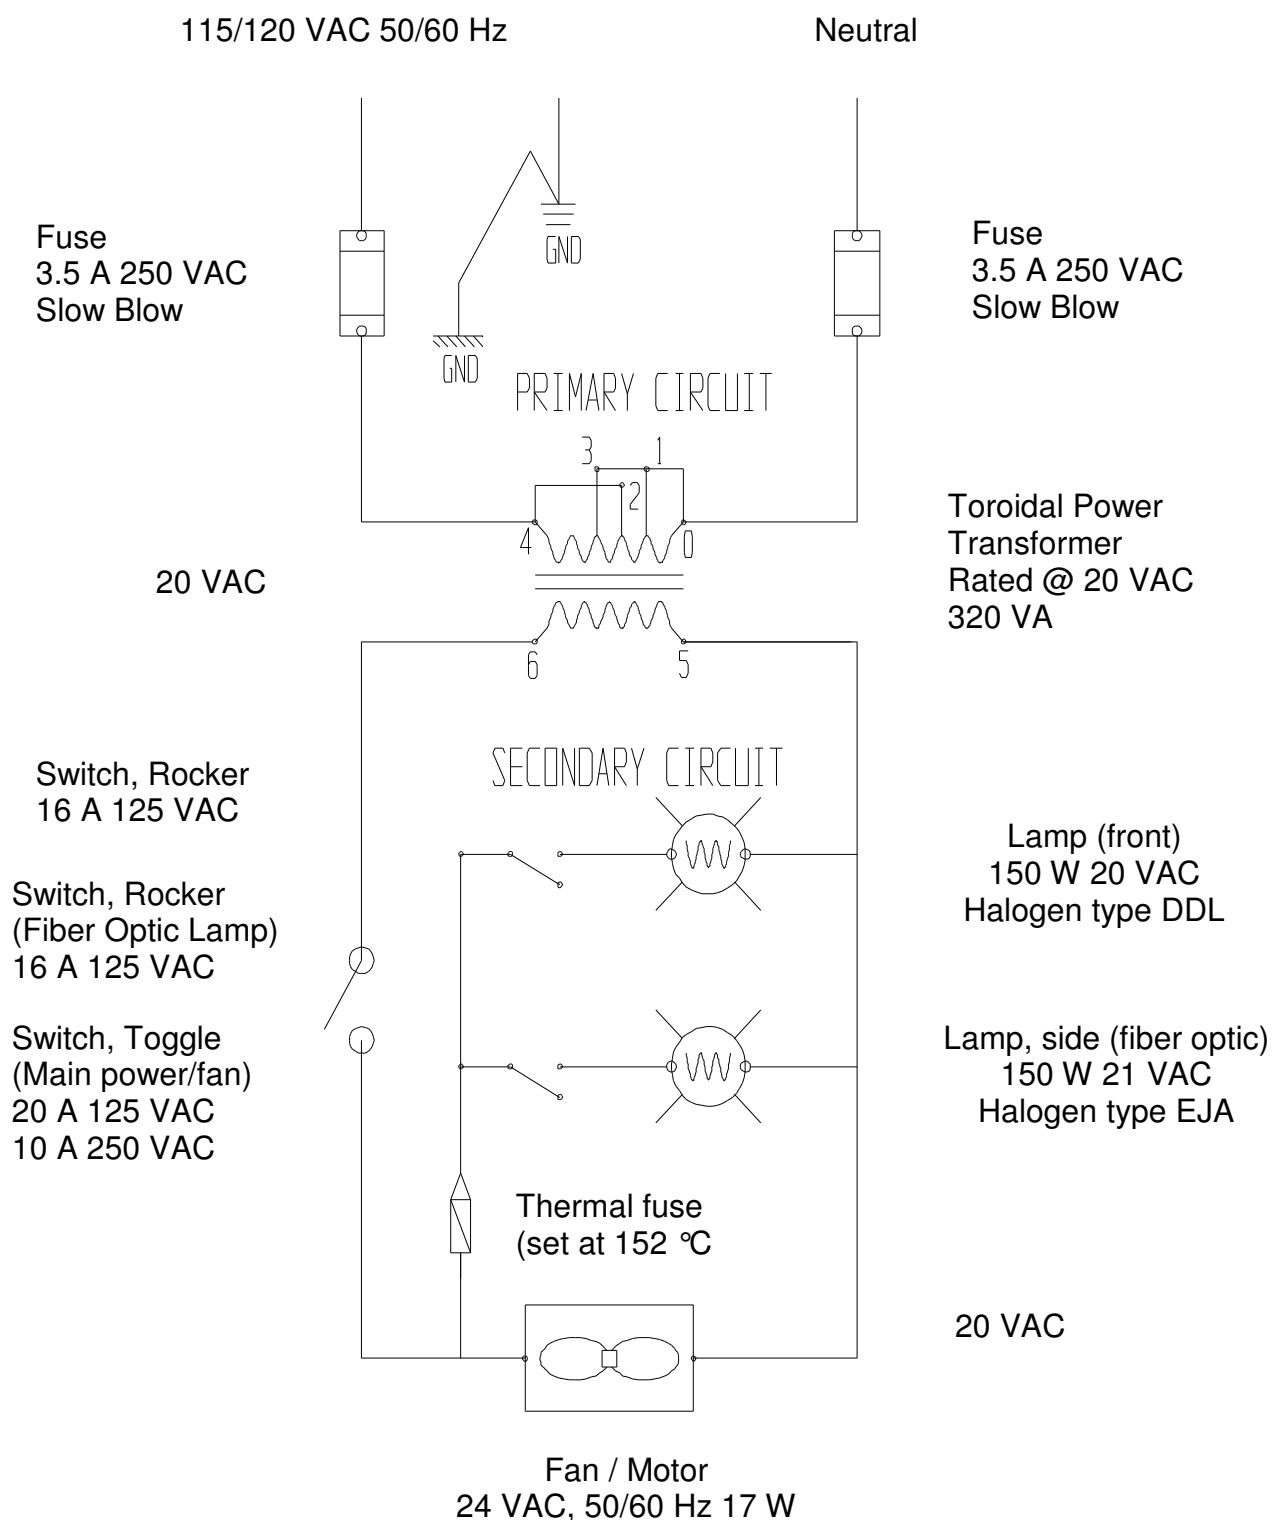 115/120 VAC 50/60 Hz
Neutral
Fuse
3.5 A 250 VAC
Slow Blow
GND
GND
Fuse
3.5 A 250 VAC
Slow Blow
PRIMARY CIRCUIT
3
1
2
4
0
Toroidal Power
Transformer
Rated @ 20 VAC
320 VA
20 VAC
6
5
SECONDARY CIRCUIT
Switch, Rocker
16 A 125 VAC
Switch, Rocker
(Fiber Optic Lamp)
16 A 125 VAC
Switch, Toggle
(Main power/fan)
20 A 125 VAC
10 A 250 VAC
Lamp (front)
150 W 20 VAC
Halogen type DDL
Lamp, side (fiber optic)
150 W 21 VAC
Halogen type EJA
Thermal fuse
(set at 152 °C
20 VAC
Fan / Motor
24 VAC, 50/60 Hz 17 W